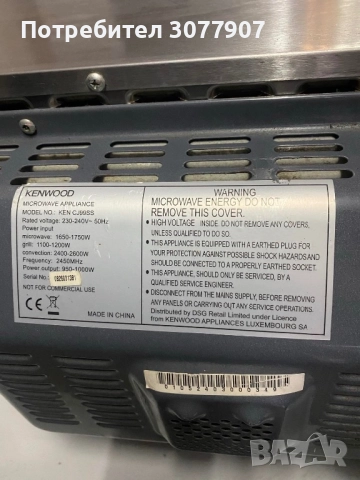 Потребител 3077907
KENWOOD
MICROWAVE APPLIANCE
MODEL NO.: KEN CJ99SS
Rated voltage: 230-240V~ 50Hz
Power input
microwave: 1650-1750W
grill: 1100-1200W
convection: 2400-2600W
Freguency: 2450MHz
Power output: 950-1000W
Serial No.
NOT FOR COMMERCIAL USE
CE
MADE IN CHINA
WARNING
MICROWAVE ENERGY DO NOT
REMOVE THIS COVER.
• HIGH VOLTAGE INSIDE. DO NOT REMOVE ANY COVERS,
UNLESS QUALIFIED TO DO SO.
• THIS APPLIANCE IS EQUIPPED WITH A EARTHED PLUG FOR
YOUR PROTECTION AGAINST POSSIBLE SHOCK HAZARDS AND
SHOULD BE CONNECTED TO A PROPERLY EARTHED SOCKET.
• THIS APPLIANCE, SHOULD ONLY BE SERVICED, BY A
QUALIFIED SERVICE ENGINEER.
• DISCONNECT FROM THE MAINS SUPPLY, BEFORE REMOVING
ANY PANELS OR CARRYING OUT ANY SERVICE OPERATIOINS.
Distributed by DSG Retail Limited under Licence
from KENWOOD APPLIANCES LUXEMBOURG SA
BAZAR